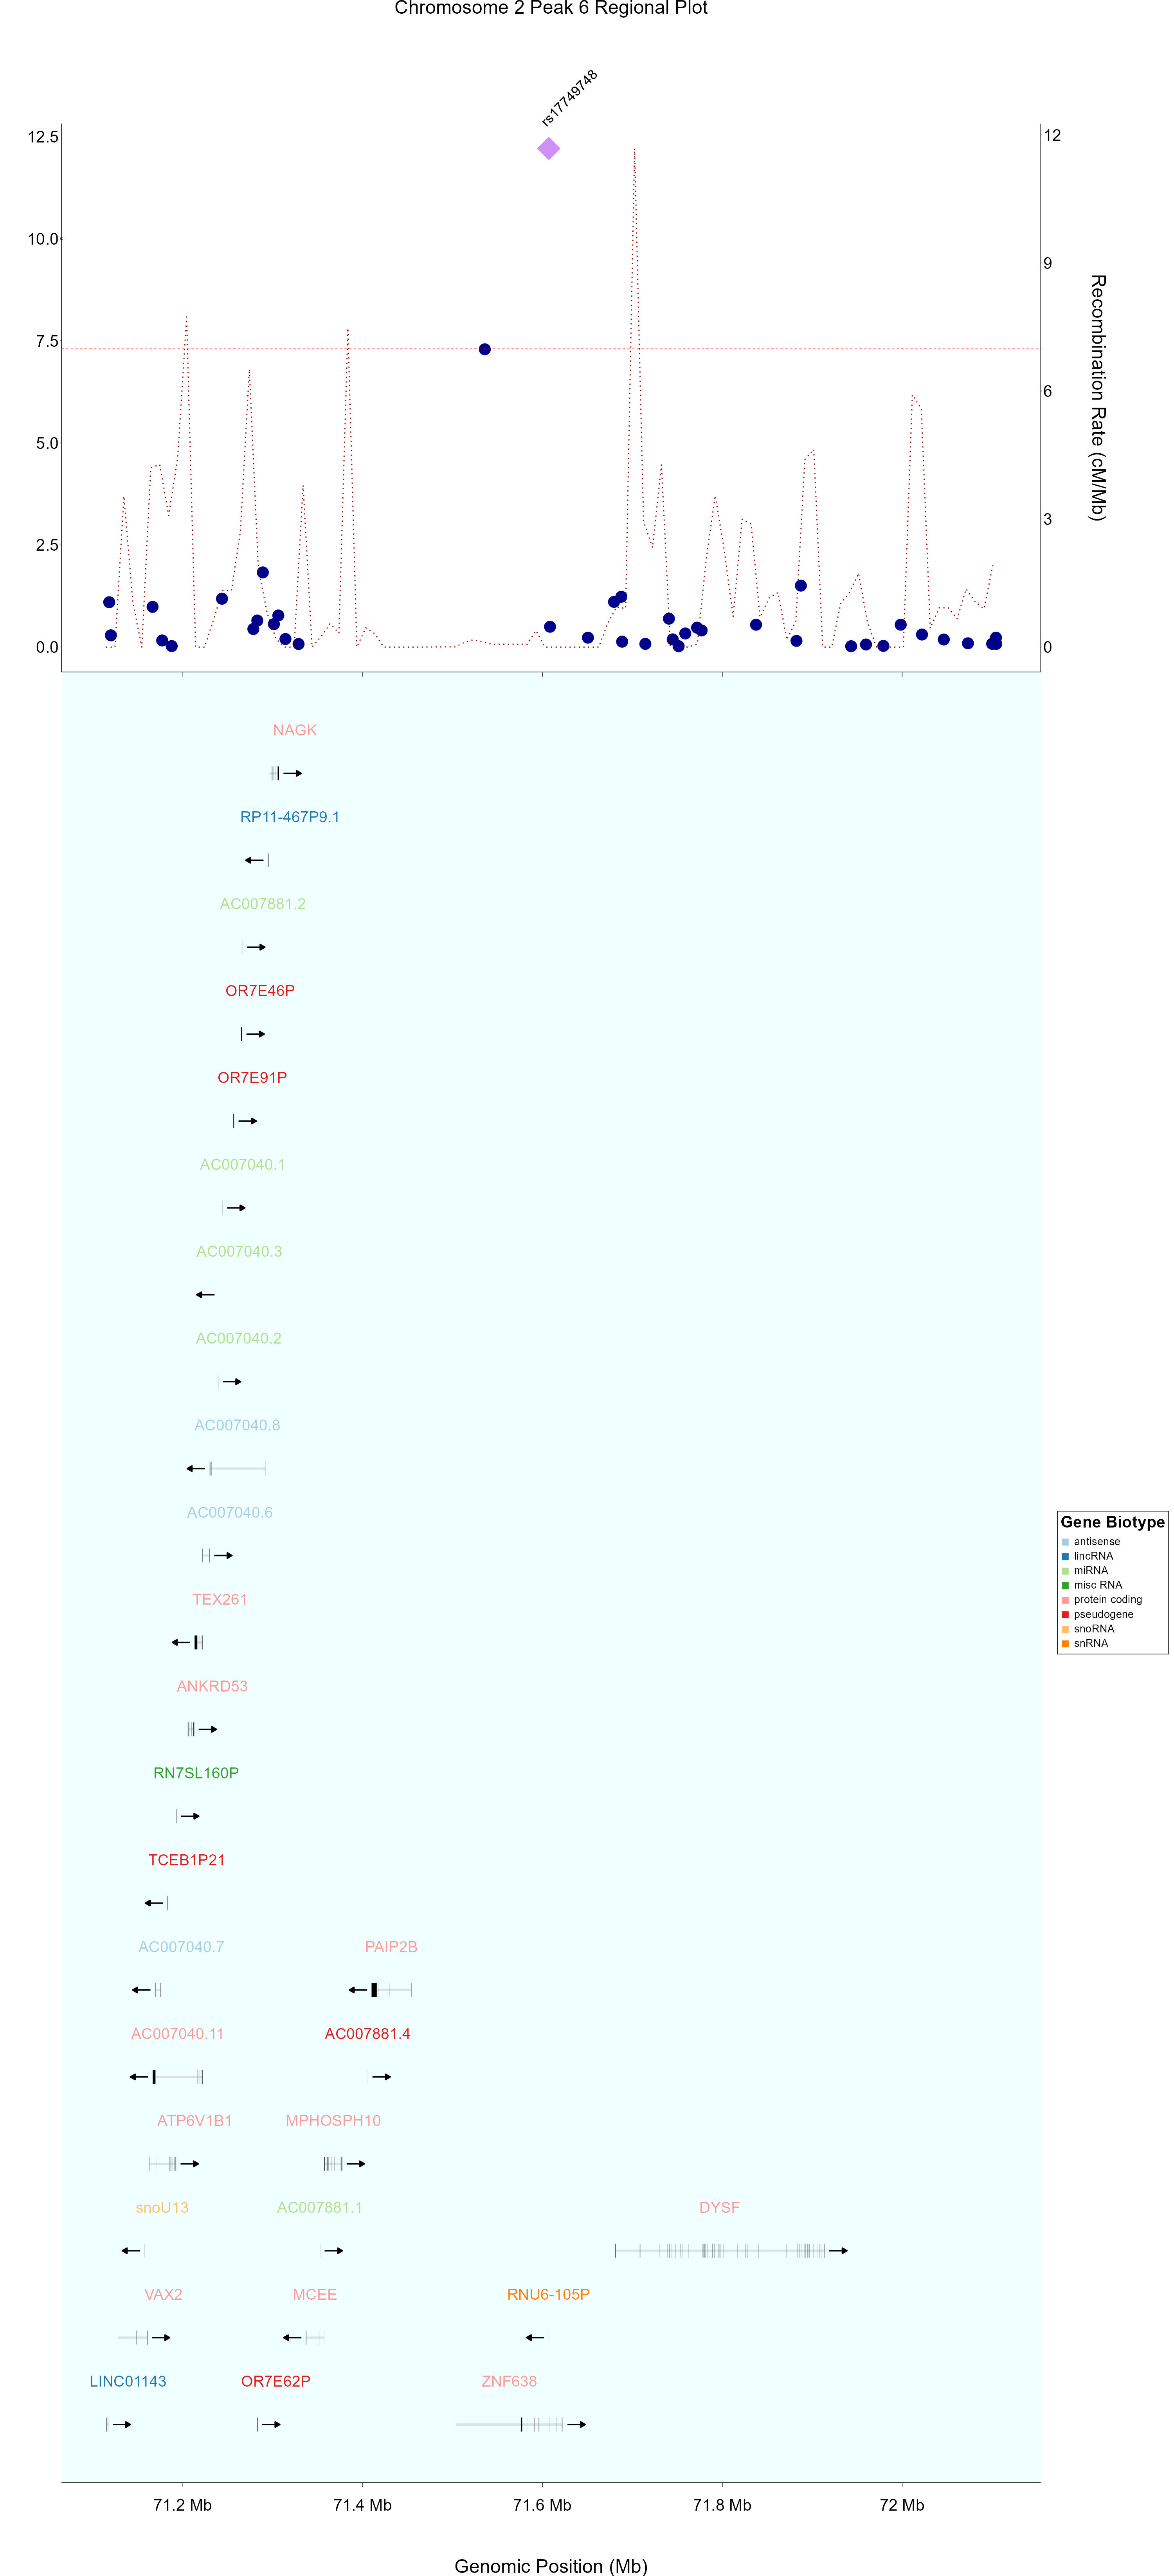 Chromosome 2 Peak 6 Regional Plot
rs17749748
12.5
10.0
7.5
5.0
2.5
0.0
12
9
6
3
0
Recombination Rate (cM/Mb)
NAGK
RP11-467P9.1
AC007881.2
OR7E46P
OR7E91P
AC007040.1
AC007040.3
AC007040.2
AC007040.8
AC007040.6
TEX261
ANKRD53
RN7SL160P
TCEB1P21
AC007040.7 PAIP2B
AC007040.11 AC007881.4
ATP6V1B1 MPHOSPH10
snoU13 AC007881.1 DYSF
VAX2 MCEE RNU6-105P
LINC01143 OR7E62P ZNF638
Gene Biotype
antisense
lincRNA
miRNA
misc RNA
protein coding
pseudogene
snoRNA
snRNA
71.2 Mb 71.4 Mb 71.6 Mb 71.8 Mb 72 Mb
Genomic Position (Mb)